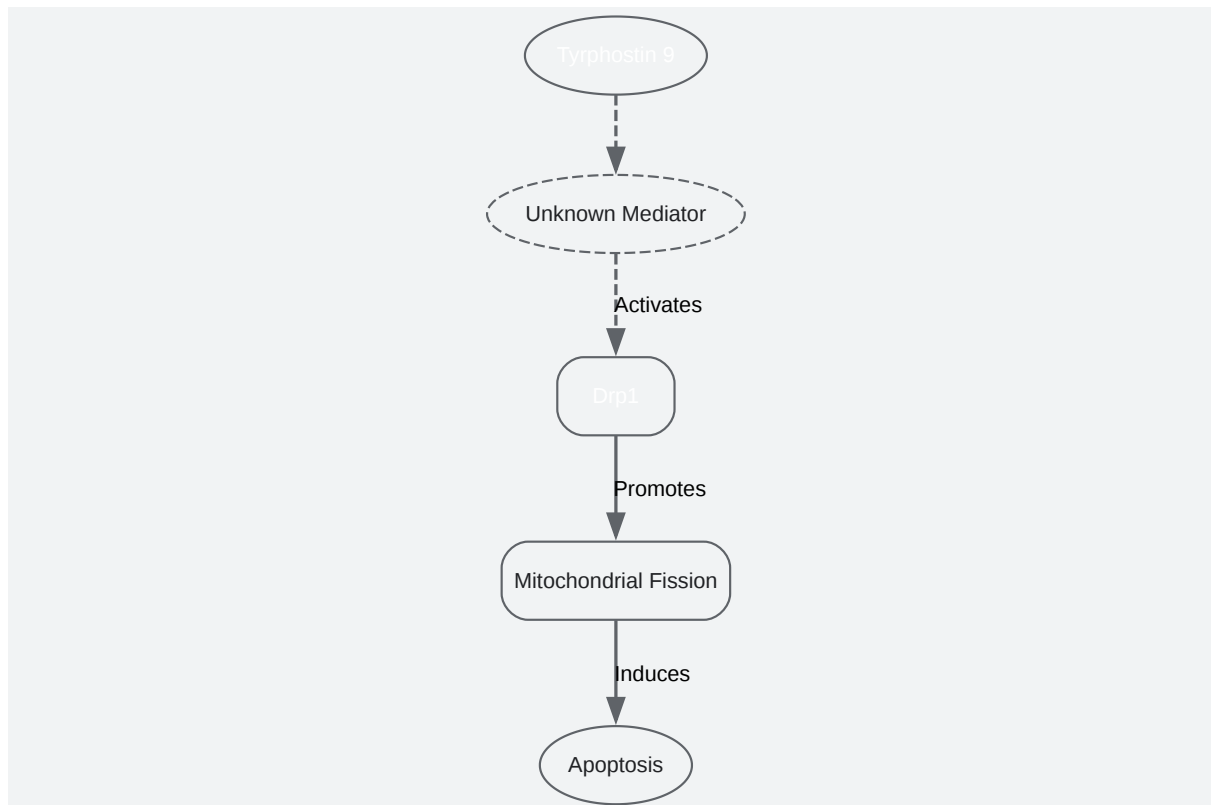 Tyrphostin 9
Unknown Mediator
Activates
Drp1
Promotes
Mitochondrial Fission
Induces
Apoptosis